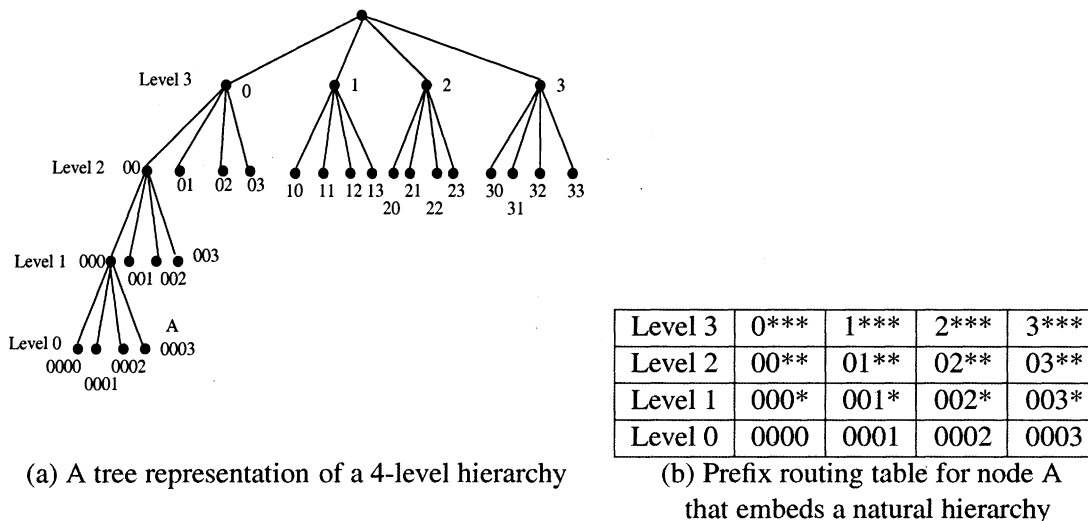 Level 3
0
1
2
3
Level 2
00
01
02
03
10
11
12
13
20
21
22
23
30
31
32
33
Level 1
000
001
002
003
A
Level 0
0000
0001
0002
0003
(a) A tree representation of a 4-level hierarchy
Level 3 0*** 1*** 2*** 3***
Level 2 00** 01** 02** 03**
Level 1 000* 001* 002* 003*
Level 0 0000 0001 0002 0003
(b) Prefix routing table for node A
that embeds a natural hierarchy